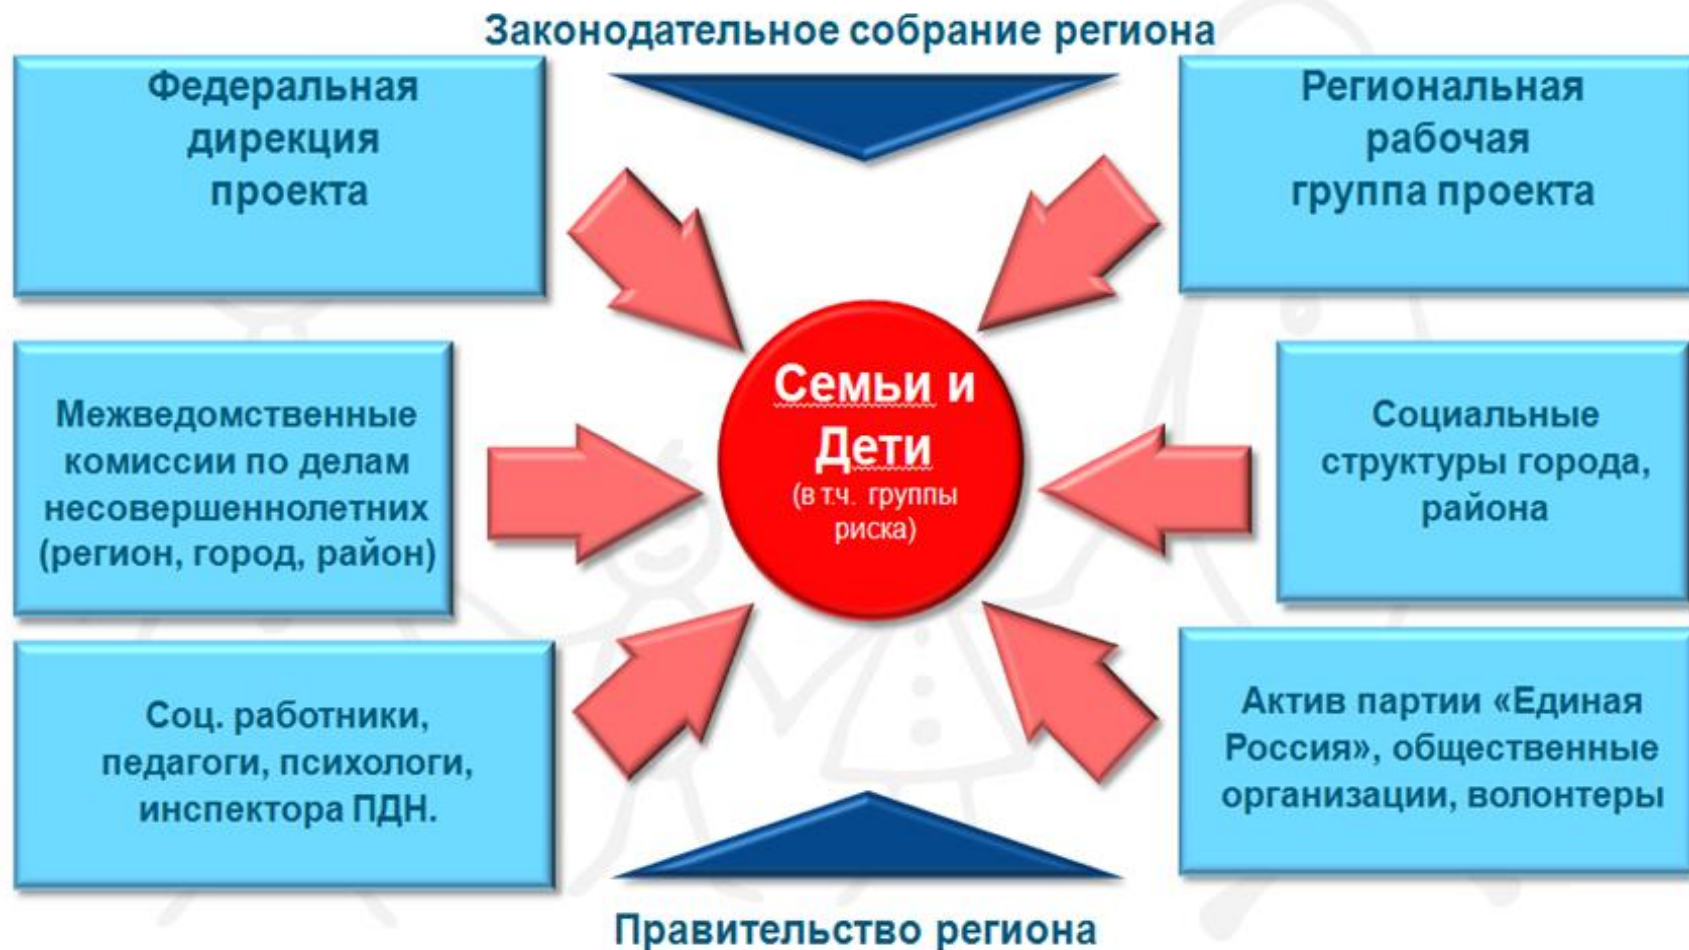 Законодательное собрание региона
Федеральная
дирекция
проекта
Региональная
рабочая
группа проекта
Межведомственные
комиссии по делам
несовершеннолетних
(регион, город, район)
Семьи и
Дети
(в т.ч. группы
риска)
Социальные
структуры города,
района
Соц. работники,
педагоги, психологи,
инспектора ПДН.
Актив партии «Единая
Россия», общественные
организации, волонтеры
Правительство региона